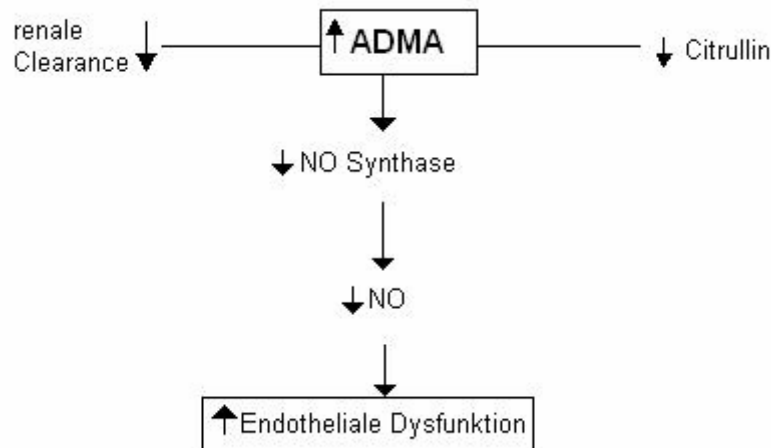 renale
Clearance
ADMA
Citrullin
NO Synthase
NO
Endotheliale Dysfunktion